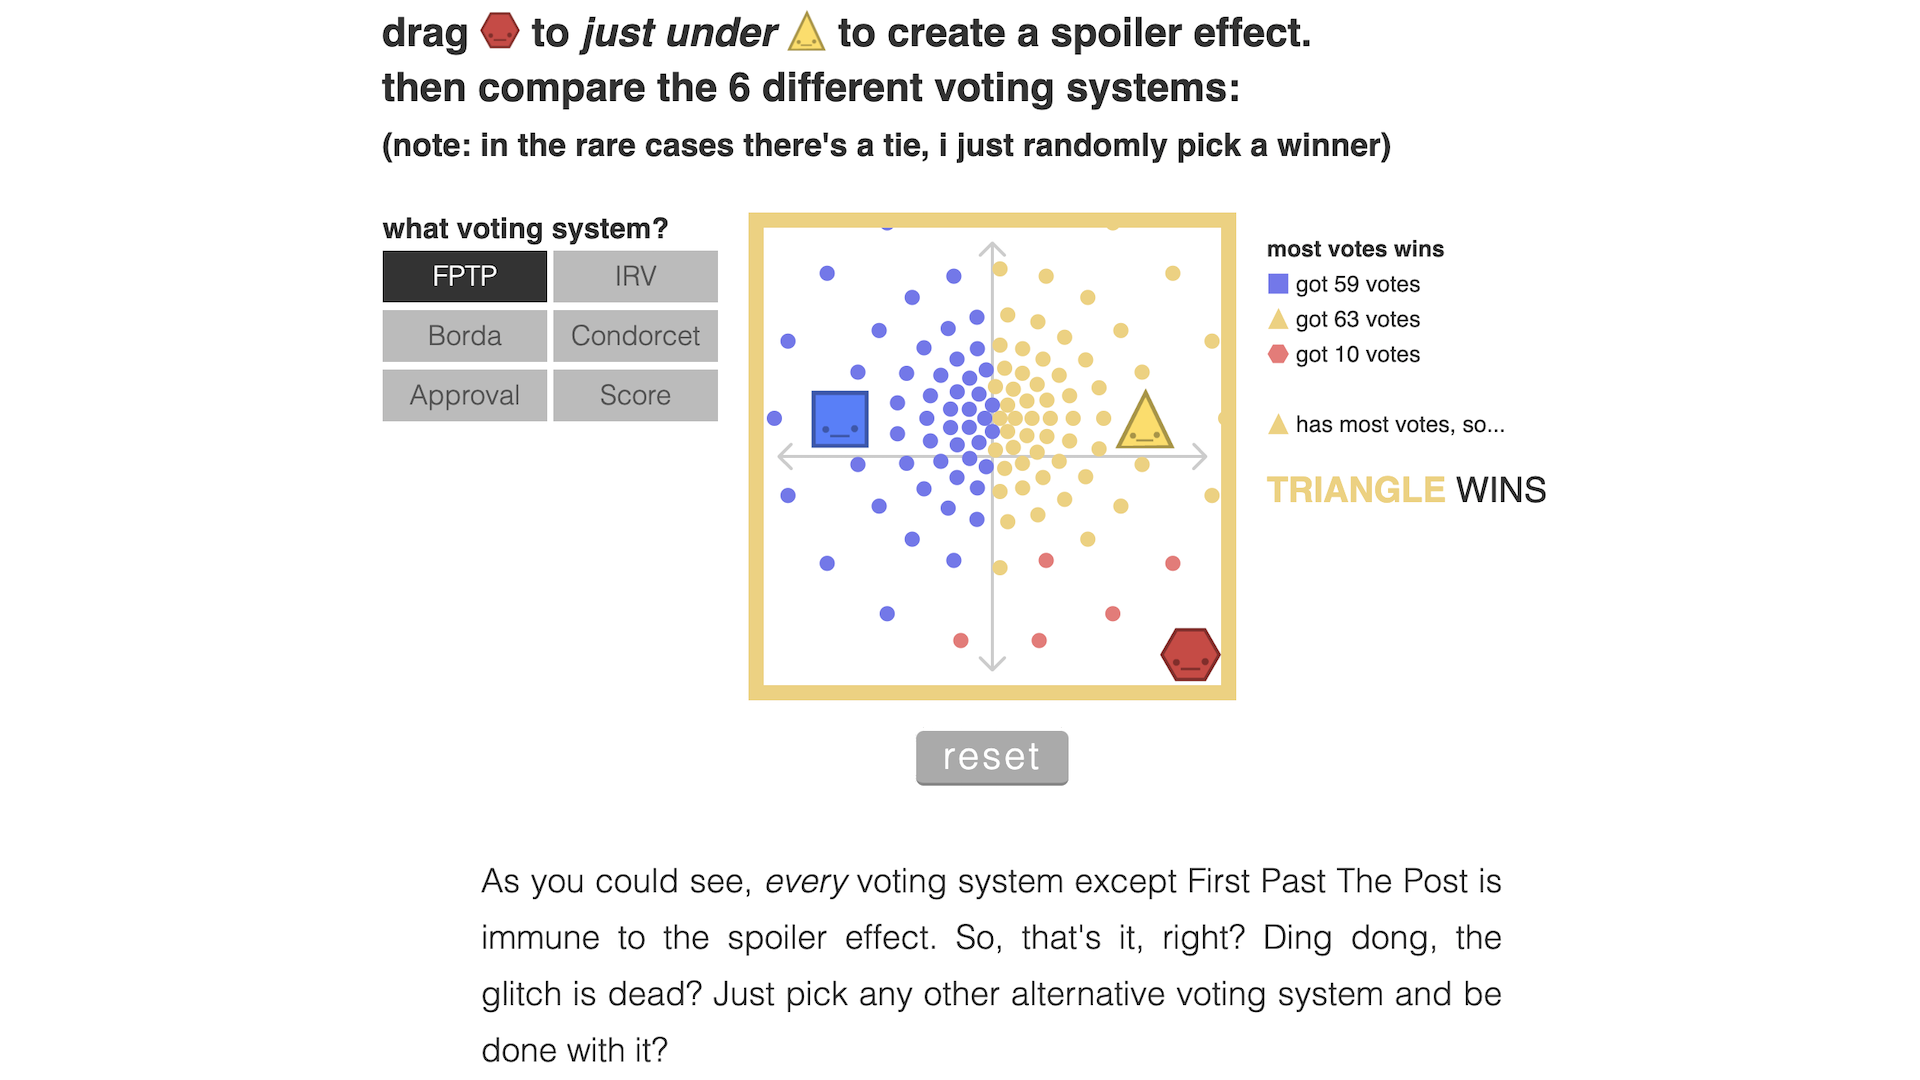 drag to just under to create a spoiler effect.
then compare the 6 different voting systems:
(note: in the rare cases there's a tie, i just randomly pick a winner)
what voting system?
FPTP
IRV
Borda
Condorcet
Approval
Score
most votes wins
got 59 votes
got 63 votes
got 10 votes
has most votes, so...
TRIANGLE WINS
reset
As you could see, every voting system except First Past The Post is
immune to the spoiler effect. So, that's it, right? Ding dong, the
glitch is dead? Just pick any other alternative voting system and be
done with it?